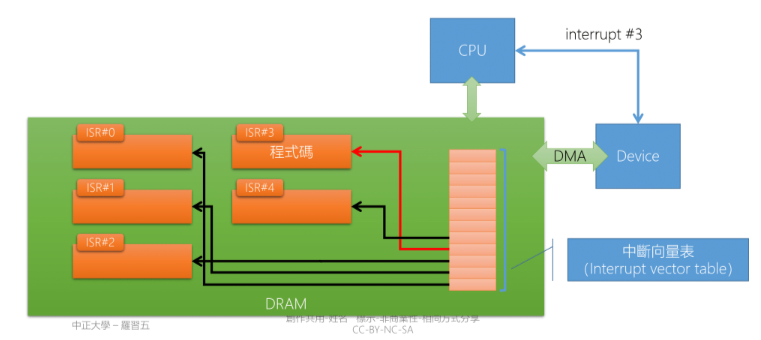 interrupt #3
CPU
ISR#0
ISR#3
程式碼
ISR#1
ISR#4
ISR#2
DMA
Device
中斷向量表
(Interrupt vector table)
DRAM
中正大學 – 羅習五
創作共用-姓名 標示-非商業性-相同方式分享
CC-BY-NC-SA